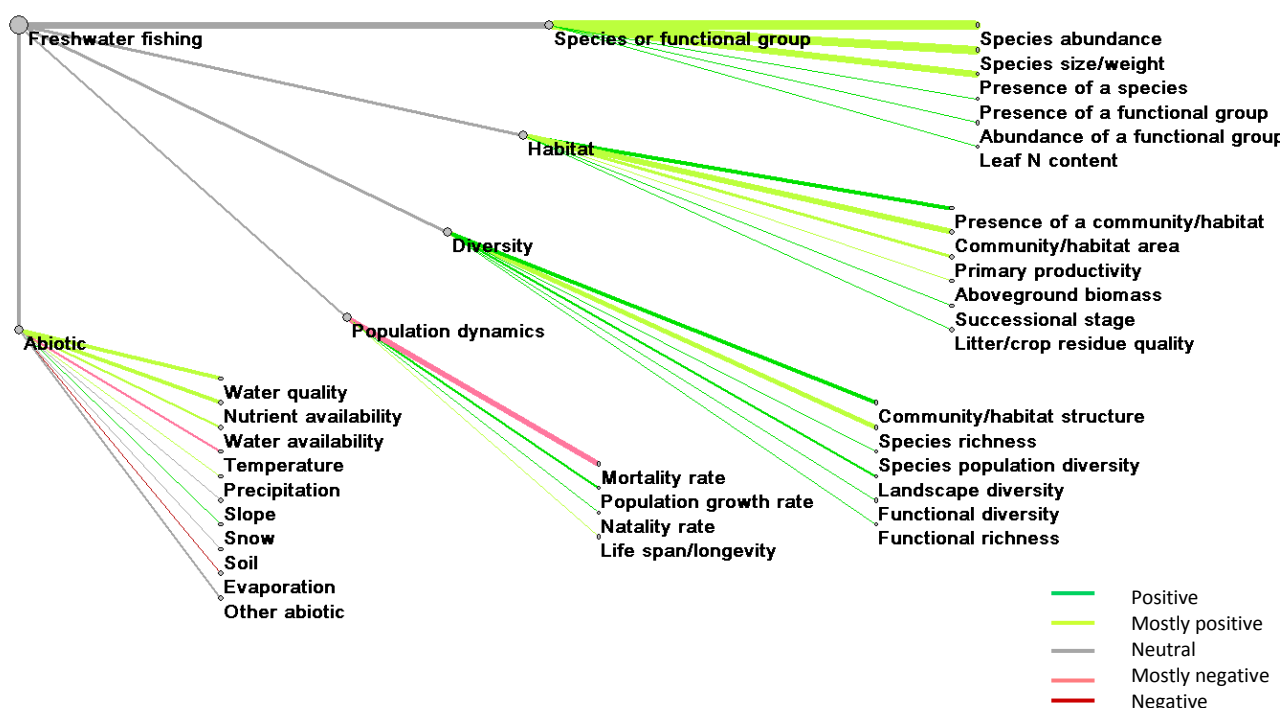 Freshwater fishing
Species or functional group
Species abundance
Species size/weight
Presence of a species
Presence of a functional group
Abundance of a functional group
Leaf N content
Habitat
Presence of a community/habitat
Community/habitat area
Primary productivity
Aboveground biomass
Successional stage
Litter/crop residue quality
Diversity
Community/habitat structure
Species richness
Species population diversity
Landscape diversity
Functional diversity
Functional richness
Population dynamics
Mortality rate
Population growth rate
Natality rate
Life span/longevity
Abiotic
Water quality
Nutrient availability
Water availability
Temperature
Precipitation
Slope
Snow
Soil
Evaporation
Other abiotic
Positive
Mostly positive
Neutral
Mostly negative
Negative